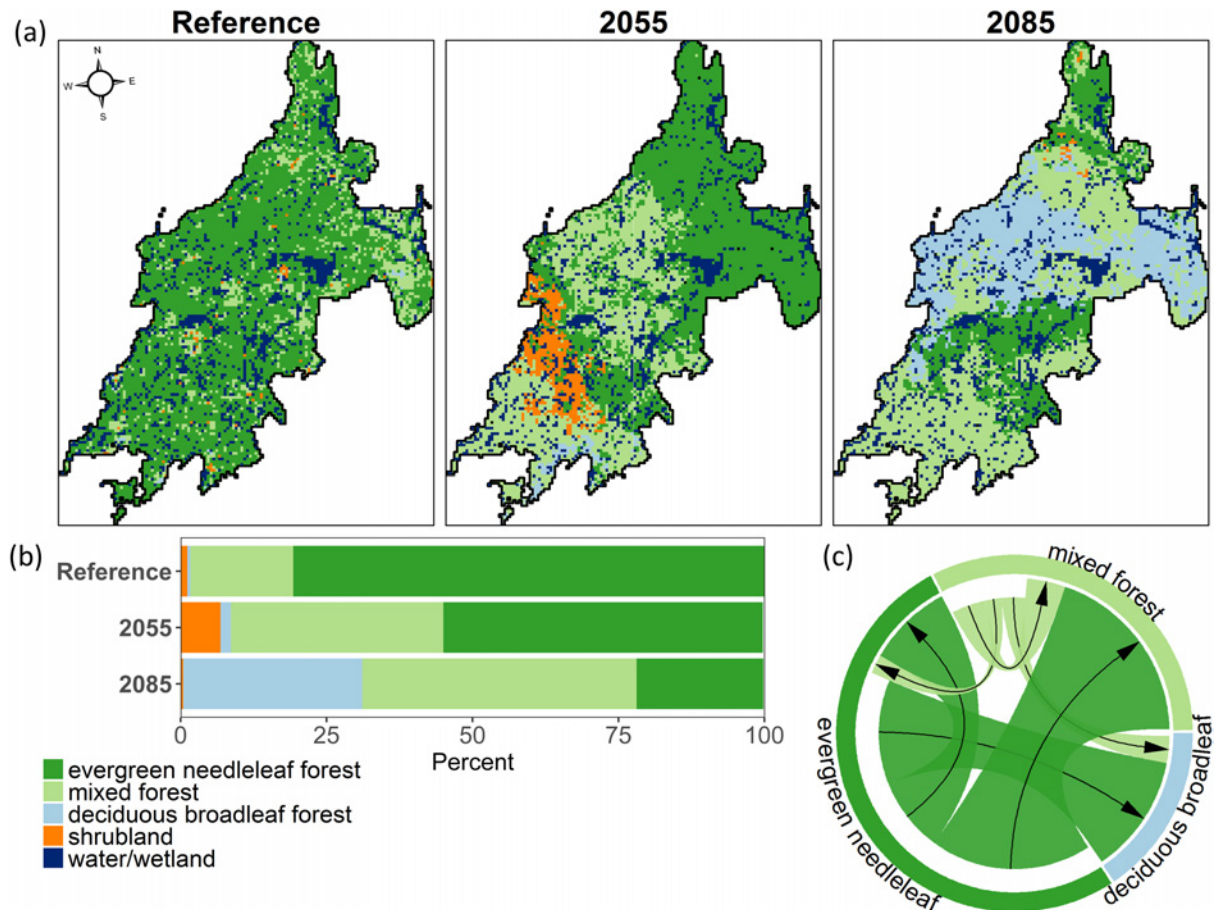 (a)
Reference
2055
2085
N
W E
S
(b)
Reference
2055
2085
0 25 50 75 100
Percent
evergreen needleleaf forest
mixed forest
deciduous broadleaf forest
shrubland
water/wetland
(c)
mixed forest
evergreen needleleaf
deciduous broadleaf